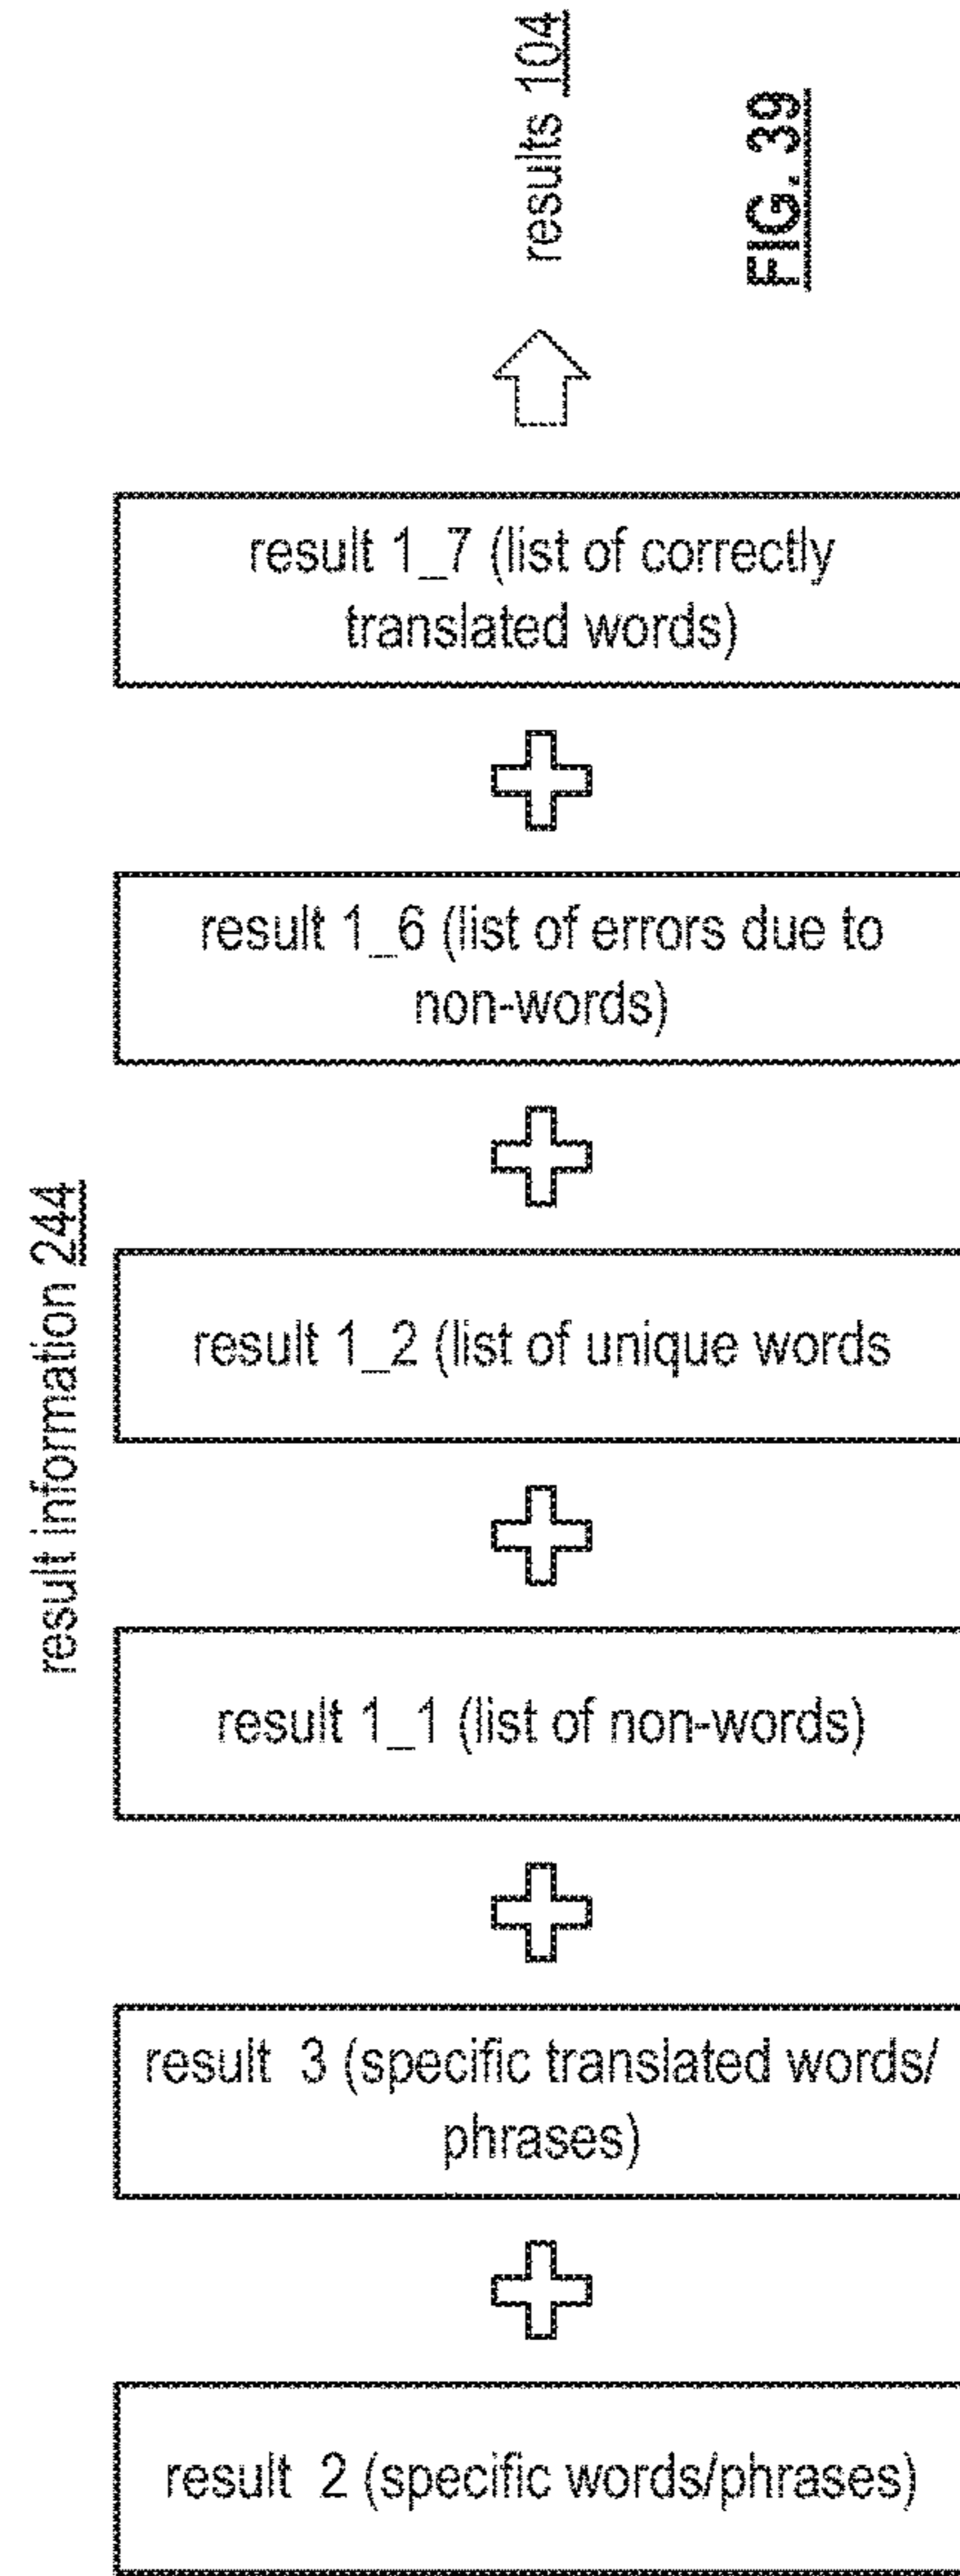 results 104
FIG. 39
result 1_7 (list of correctly
translated words)
result 1_6 (list of errors due to
non-words)
result information 244
result 1_2 (list of unique words
result 1_1 (list of non-words)
result 3 (specific translated words/
phrases)
result 2 (specific words/phrases)